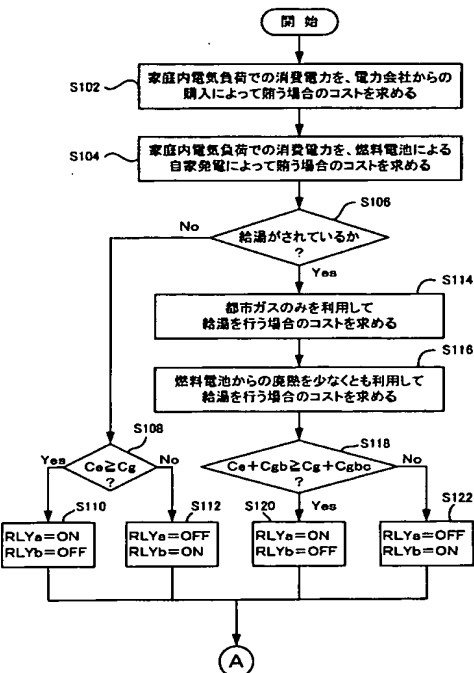 開 始
S102
家庭内電気負荷での消費電力を、電力会社からの
購入によって賄う場合のコストを求める
S104
家庭内電気負荷での消費電力を、燃料電池による
自家発電によって賄う場合のコストを求める
S106
No
給湯がされているか
?
Yes
S114
都市ガスのみを利用して
給湯を行う場合のコストを求める
S116
燃料電池からの廃熱を少なくとも利用して
給湯を行う場合のコストを求める
S108
Yes
Ce≧Cg
?
No
S118
Ce+Cgb≧Cg+Cgbc
?
No
Yes
S110
RLYa=ON
RLYb=OFF
S112
RLYa=OFF
RLYb=ON
S120
RLYa=ON
RLYb=OFF
S122
RLYa=OFF
RLYb=ON
A